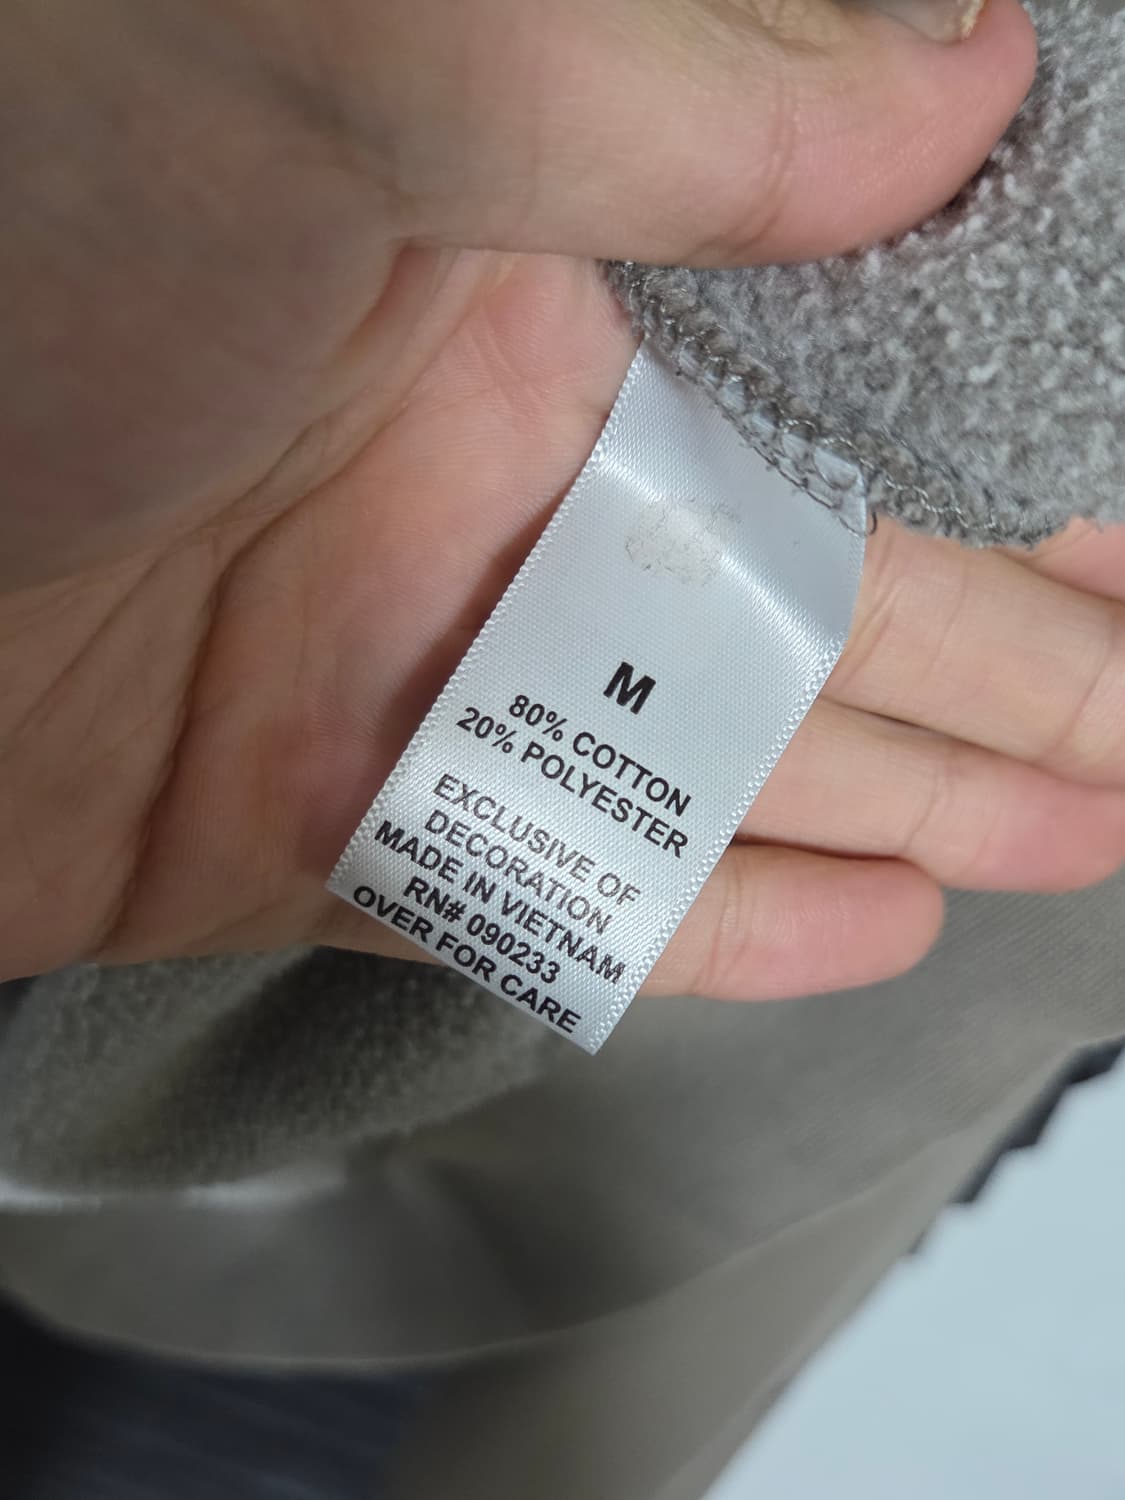 M
80% COTTON
20% POLYESTER
EXCLUSIVE OF
DECORATION
MADE IN VIETNAM
RN# 090233
OVER FOR CARE